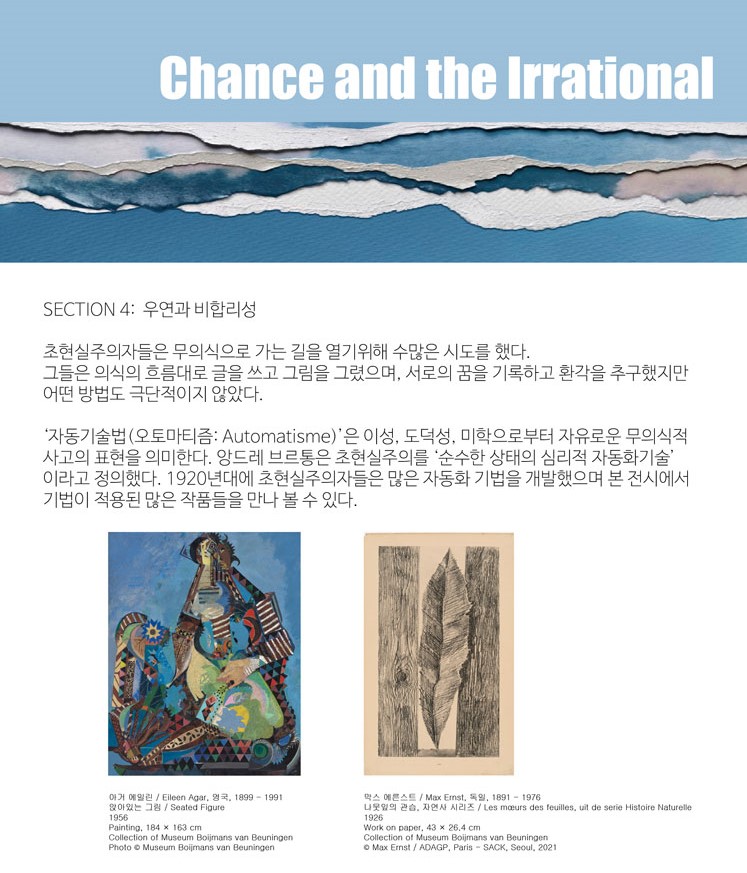 Chance and the Irrational
SECTION 4: 우연과 비합리성
초현실주의자들은 무의식으로 가는 길을 열기위해 수많은 시도를 했다.
그들은 의식의 흐름대로 글을 쓰고 그림을 그렸으며, 서로의 꿈을 기록하고 환각을 추구했지만
어떤 방법도 극단적이지 않았다.
‘자동기술법(오토마티즘: Automatisme)’은 이성, 도덕성, 미학으로부터 자유로운 무의식적
사고의 표현을 의미한다. 앙드레 브르통은 초현실주의를 ‘순수한 상태의 심리적 자동화기술’
이라고 정의했다. 1920년대에 초현실주의자들은 많은 자동화 기법을 개발했으며 본 전시에서
기법이 적용된 많은 작품들을 만나 볼 수 있다.
아거 에일린 / Eileen Agar, 영국, 1899 - 1991
앉아있는 그림 / Seated Figure
1956
Painting, 184 × 163 cm
Collection of Museum Boijmans van Beuningen
Photo © Museum Boijmans van Beuningen
막스 에른스트 / Max Ernst, 독일, 1891 - 1976
나뭇잎의 관습, 자연사 시리즈 / Les mœurs des feuilles, uit de serie Histoire Naturelle
1926
Work on paper, 43 × 26.4 cm
Collection of Museum Boijmans van Beuningen
© Max Ernst / ADAGP, Paris - SACK, Seoul, 2021